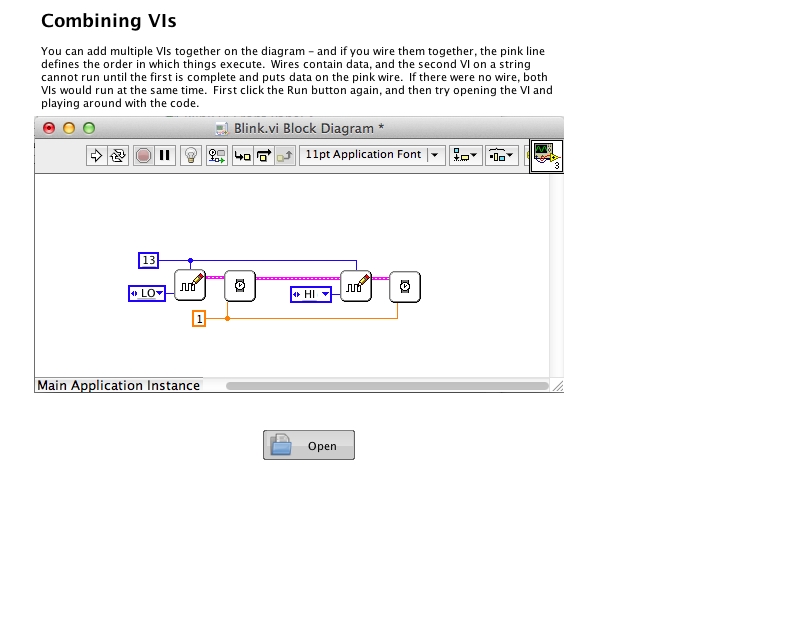 Combining VIs
You can add multiple VIs together on the diagram – and if you wire them together, the pink line
defines the order in which things execute.  Wires contain data, and the second VI on a string
cannot run until the first is complete and puts data on the pink wire.  If there were no wire, both
VIs would run at the same time.  First click the Run button again, and then try opening the VI and
playing around with the code.
Blink.vi Block Diagram *
11pt Application Font
3
13
LO
HI
1
Main Application Instance
Open